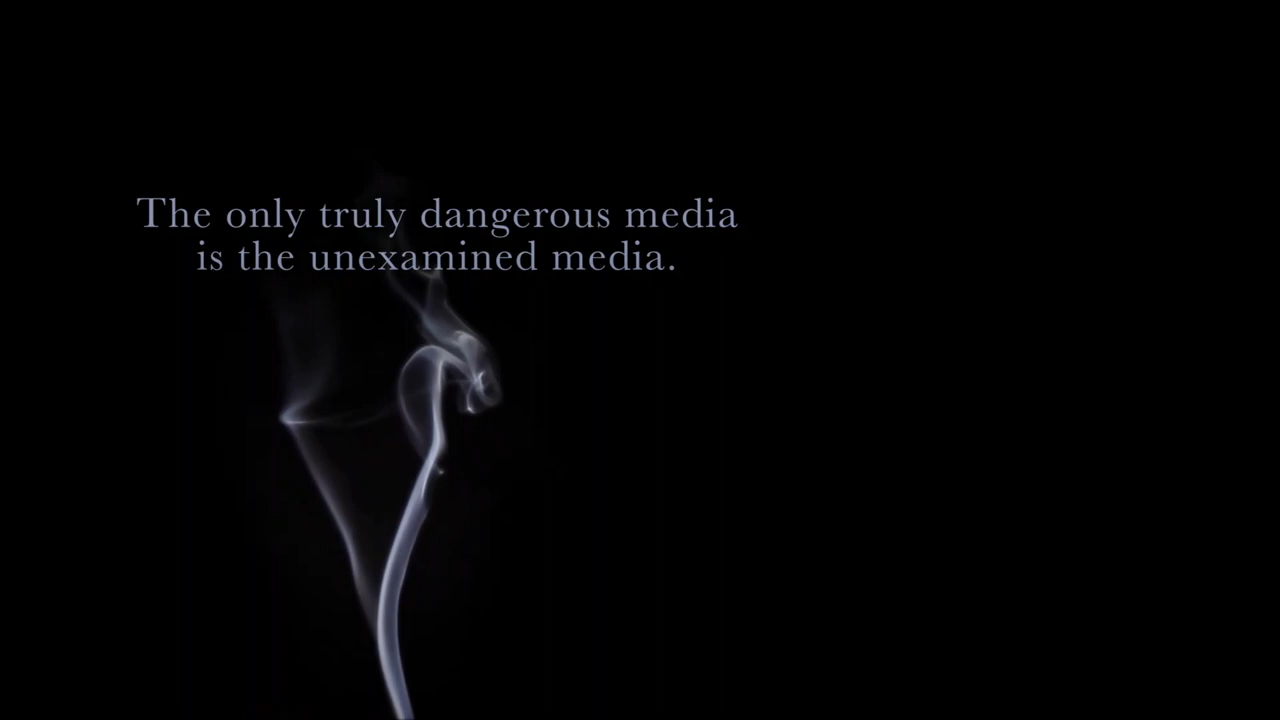 The only truly dangerous media
is the unexamined media.